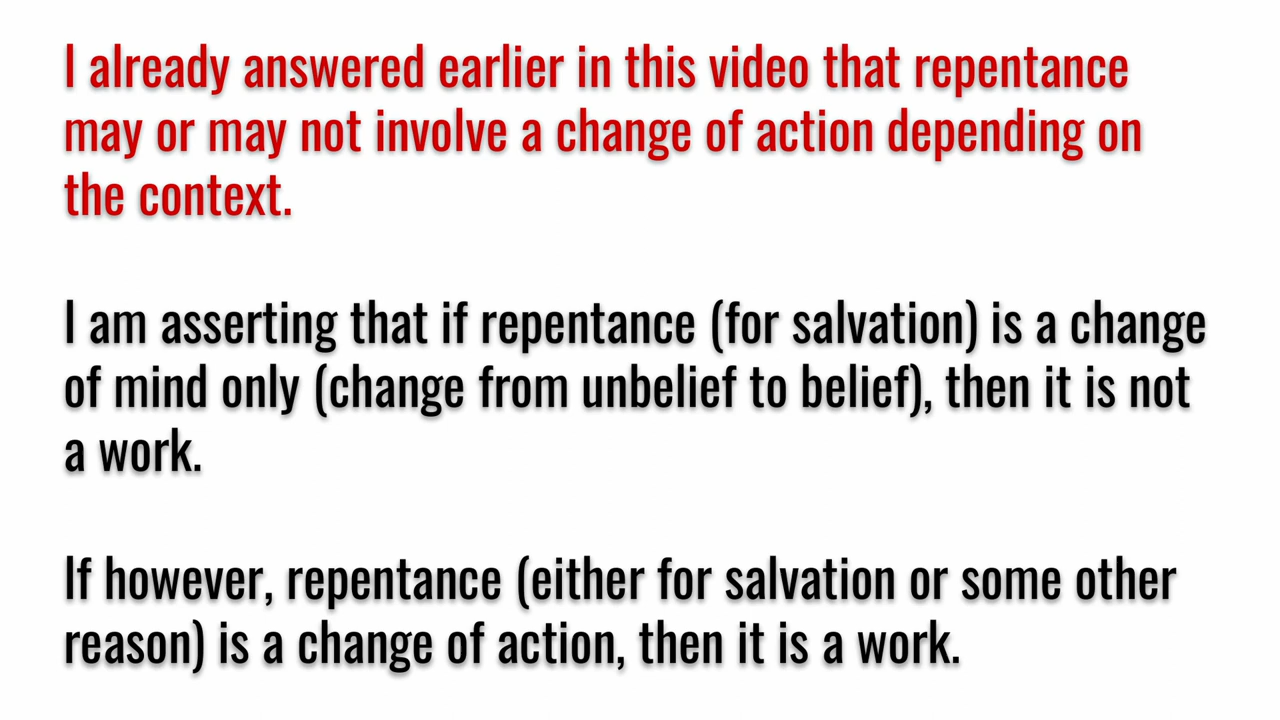 I already answered earlier in this video that repentance
may or may not involve a change of action depending on
the context.
I am asserting that if repentance (for salvation) is a change
of mind only (change from unbelief to belief), then it is not
a work.
If however, repentance (either for salvation or some other
reason) is a change of action, then it is a work.